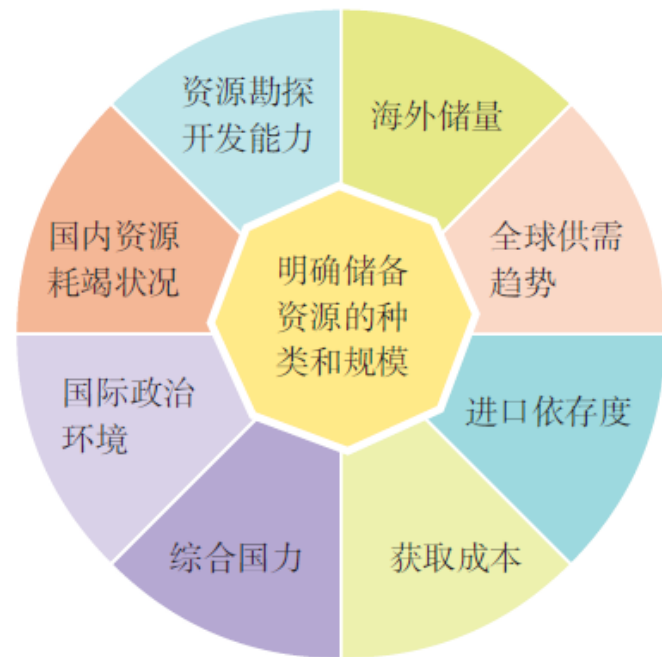 资源勘探
开发能力
海外储量
国内资源
耗竭状况
全球供需
趋势
明确储备
资源的种
类和规模
国际政治
环境
进口依存度
综合国力
获取成本